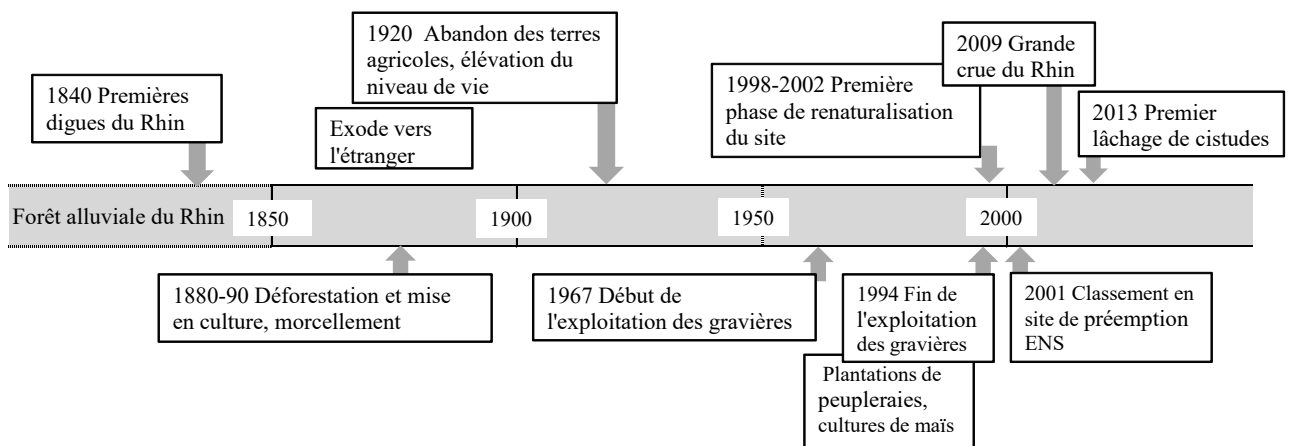 1840 Premières
digues du Rhin
Exode vers
l'étranger
1920 Abandon des terres
agricoles, élévation du
niveau de vie
1998-2002 Première
phase de renaturalisation
du site
2009 Grande
crue du Rhin
2013 Premier
lâchage de cistudes
Forêt alluviale du Rhin
1850
1900
1950
2000
1880-90 Déforestation et mise
en culture, morcellement
1967 Début de
l'exploitation des gravières
1994 Fin de
l'exploitation
des gravières
Plantations de
peupleraies,
cultures de maïs
2001 Classement en
site de préemption
ENS